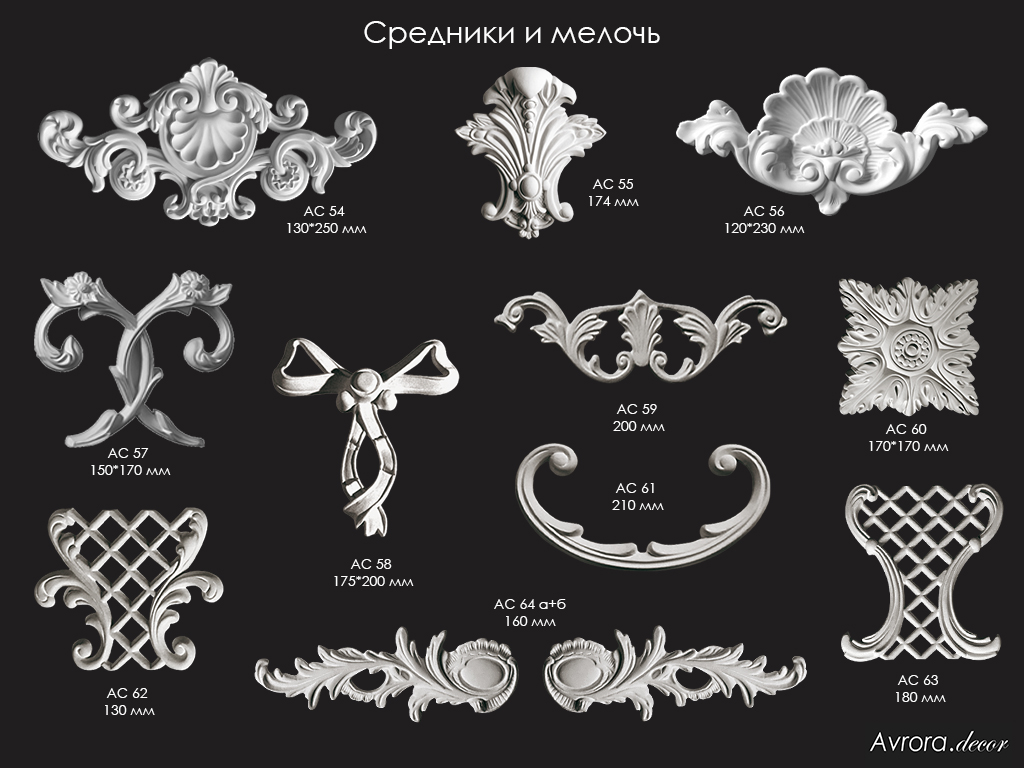 Средники и мелочь
АС 54
130*250 мм
АС 55
174 мм
АС 56
120*230 мм
АС 57
150*170 мм
АС 58
175*200 мм
АС 59
200 мм
АС 60
170*170 мм
АС 61
210 мм
АС 62
130 мм
АС 64 а+б
160 мм
АС 63
180 мм
Avrora.decor